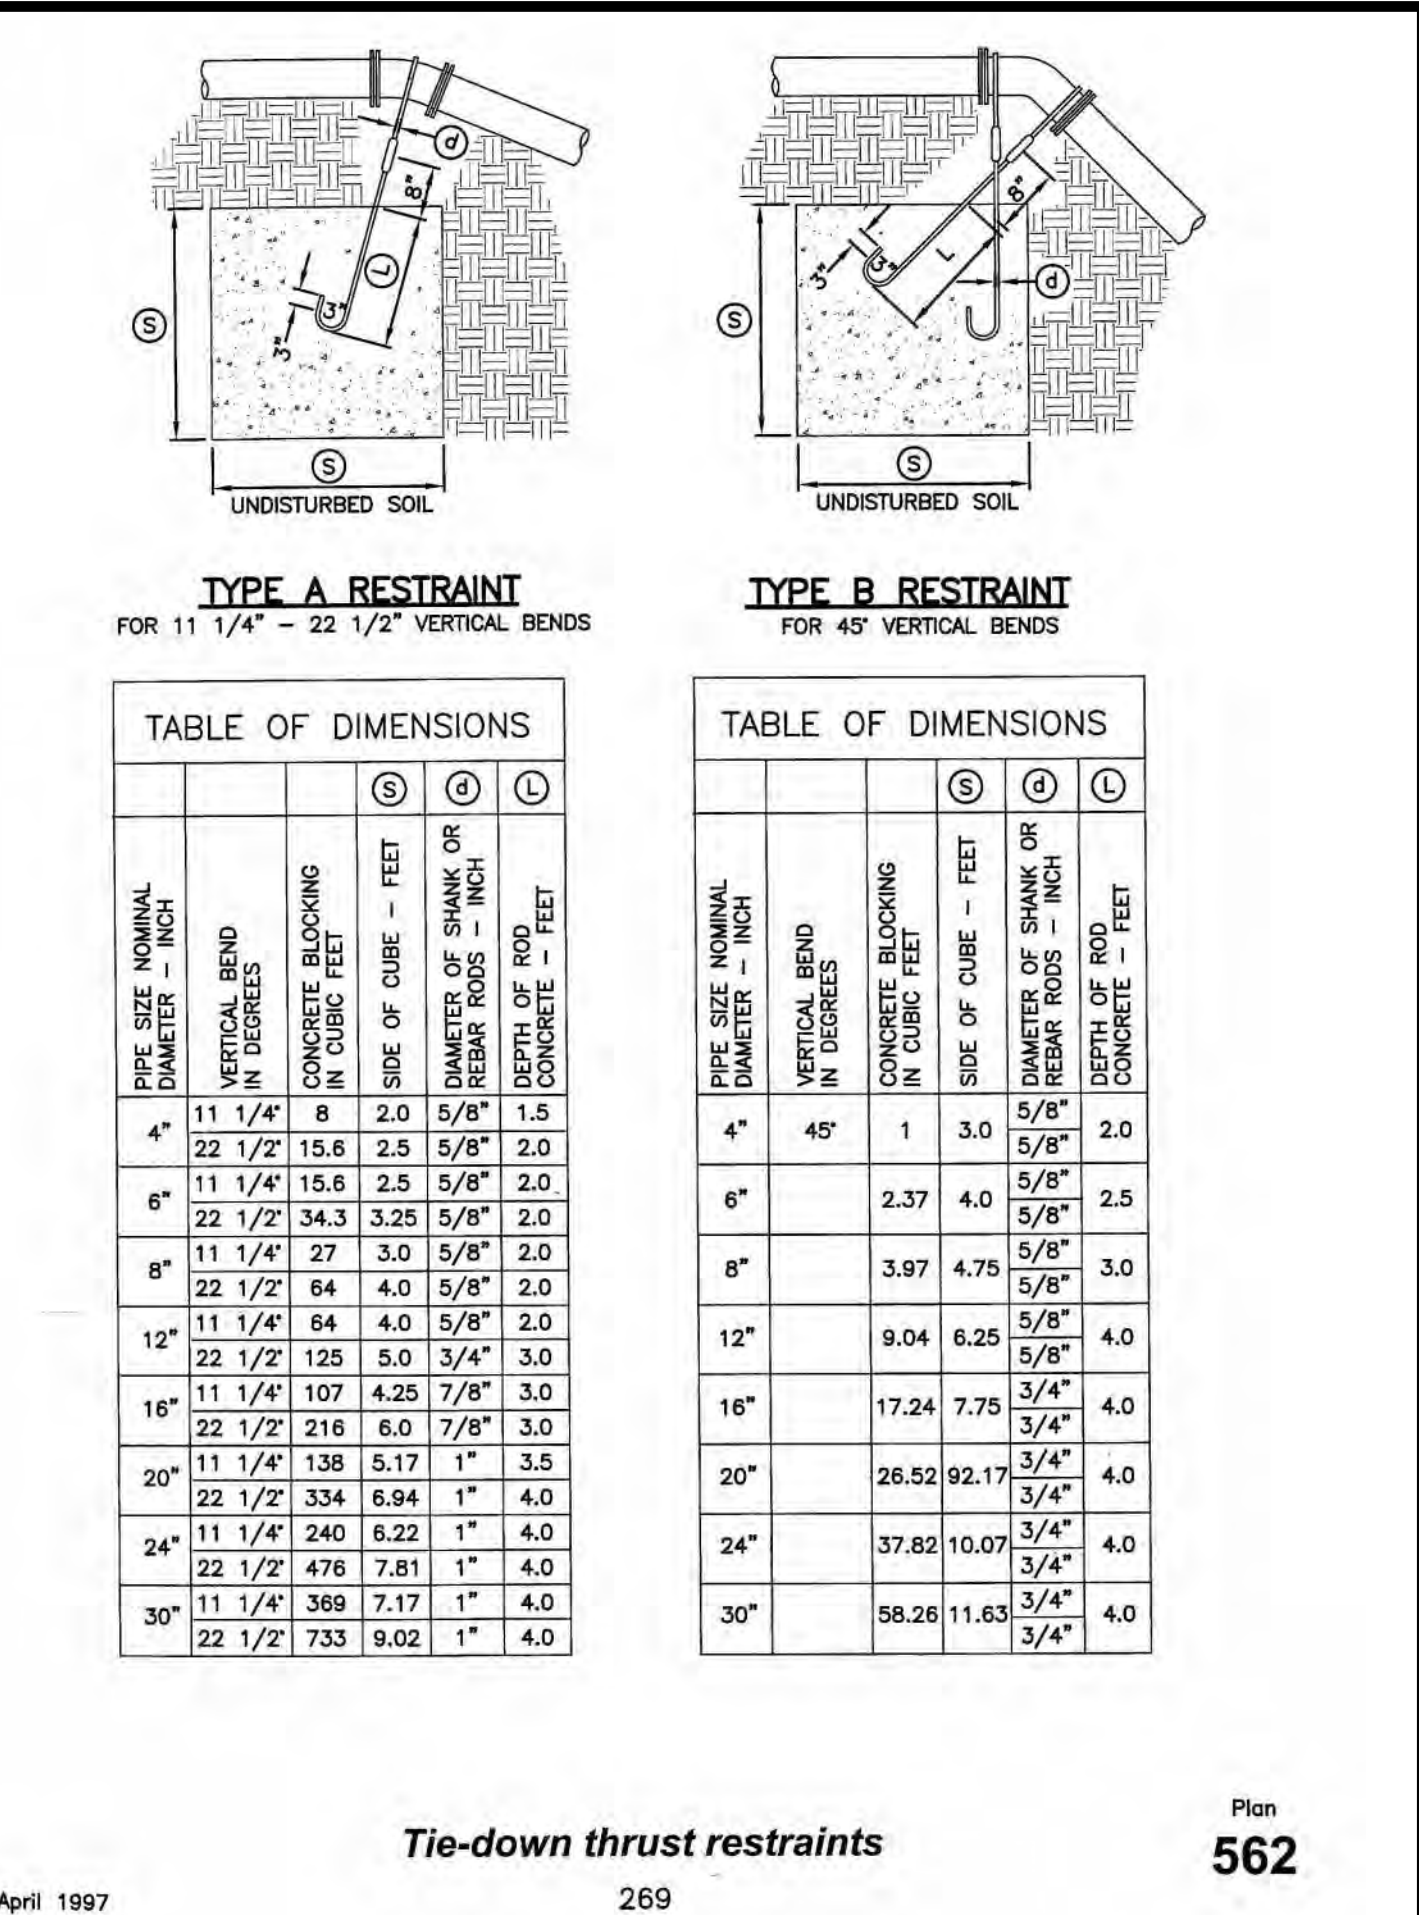 d
8"
L
3"
3"
S
S
UNDISTURBED SOIL
8"
L
3"
3"
d
S
S
UNDISTURBED SOIL
TYPE A RESTRAINT
FOR 11 1/4" – 22 1/2" VERTICAL BENDS
TYPE B RESTRAINT
FOR 45° VERTICAL BENDS
TABLE OF DIMENSIONS
S d L
PIPE SIZE NOMINAL
DIAMETER – INCH
VERTICAL BEND
IN DEGREES
CONCRETE BLOCKING
IN CUBIC FEET
SIDE OF CUBE – FEET
DIAMETER OF SHANK OR
REBAR RODS – INCH
DEPTH OF ROD
CONCRETE – FEET
4" 11 1/4° 8 2.0 5/8" 1.5
22 1/2° 15.6 2.5 5/8" 2.0
6" 11 1/4° 15.6 2.5 5/8" 2.0
22 1/2° 34.3 3.25 5/8" 2.0
8" 11 1/4° 27 3.0 5/8" 2.0
22 1/2° 64 4.0 5/8" 2.0
12" 11 1/4° 64 4.0 5/8" 2.0
22 1/2° 125 5.0 3/4" 3.0
16" 11 1/4° 107 4.25 7/8" 3.0
22 1/2° 216 6.0 7/8" 3.0
20" 11 1/4° 138 5.17 1" 3.5
22 1/2° 334 6.94 1" 4.0
24" 11 1/4° 240 6.22 1" 4.0
22 1/2° 476 7.81 1" 4.0
30" 11 1/4° 369 7.17 1" 4.0
22 1/2° 733 9.02 1" 4.0
TABLE OF DIMENSIONS
S d L
PIPE SIZE NOMINAL
DIAMETER – INCH
VERTICAL BEND
IN DEGREES
CONCRETE BLOCKING
IN CUBIC FEET
SIDE OF CUBE – FEET
DIAMETER OF SHANK OR
REBAR RODS – INCH
DEPTH OF ROD
CONCRETE – FEET
4" 45° 1 3.0 5/8" 2.0
5/8"
6" 2.37 4.0 5/8" 2.5
5/8"
8" 3.97 4.75 5/8" 3.0
5/8"
12" 9.04 6.25 5/8" 4.0
5/8"
16" 17.24 7.75 3/4" 4.0
3/4"
20" 26.52 92.17 3/4" 4.0
3/4"
24" 37.82 10.07 3/4" 4.0
3/4"
30" 58.26 11.63 3/4" 4.0
3/4"
Tie-down thrust restraints
Plan
562
April 1997
269